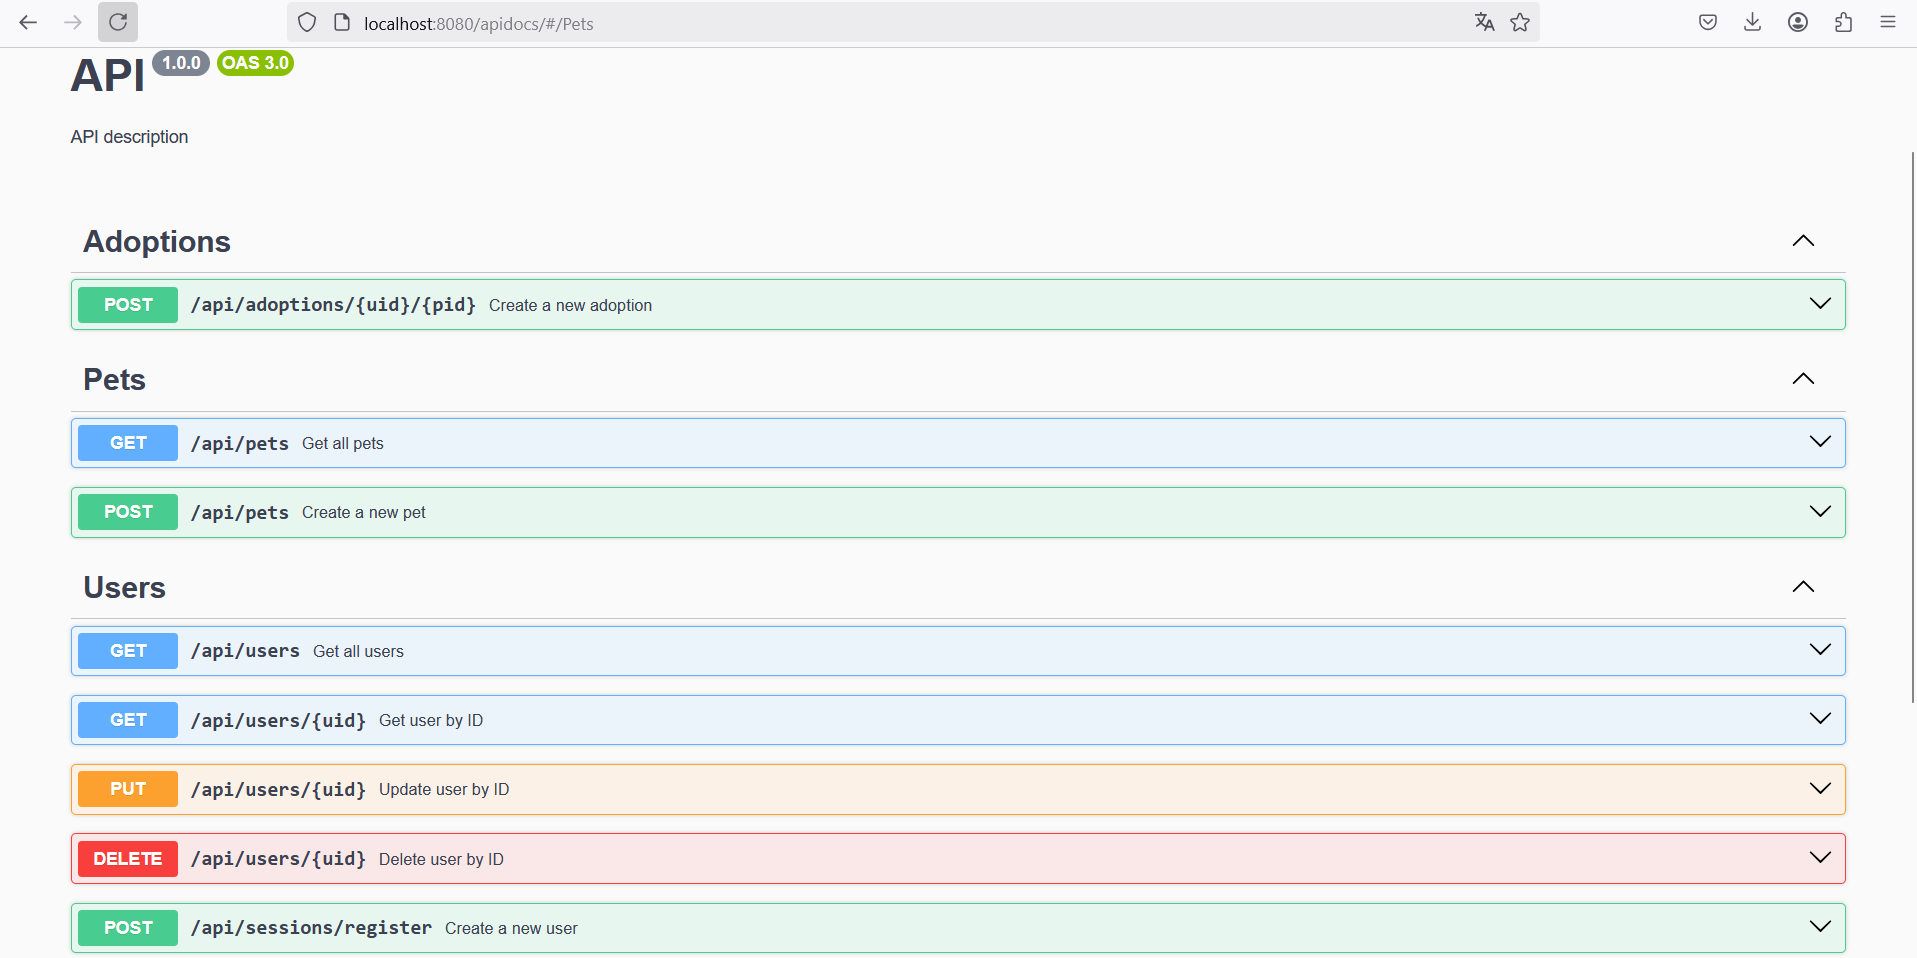 localhost:8080/apidocs/#/Pets
API 1.0.0 OAS 3.0
API description
Adoptions
POST /api/adoptions/{uid}/{pid} Create a new adoption
Pets
GET /api/pets Get all pets
POST /api/pets Create a new pet
Users
GET /api/users Get all users
GET /api/users/{uid} Get user by ID
PUT /api/users/{uid} Update user by ID
DELETE /api/users/{uid} Delete user by ID
POST /api/sessions/register Create a new user